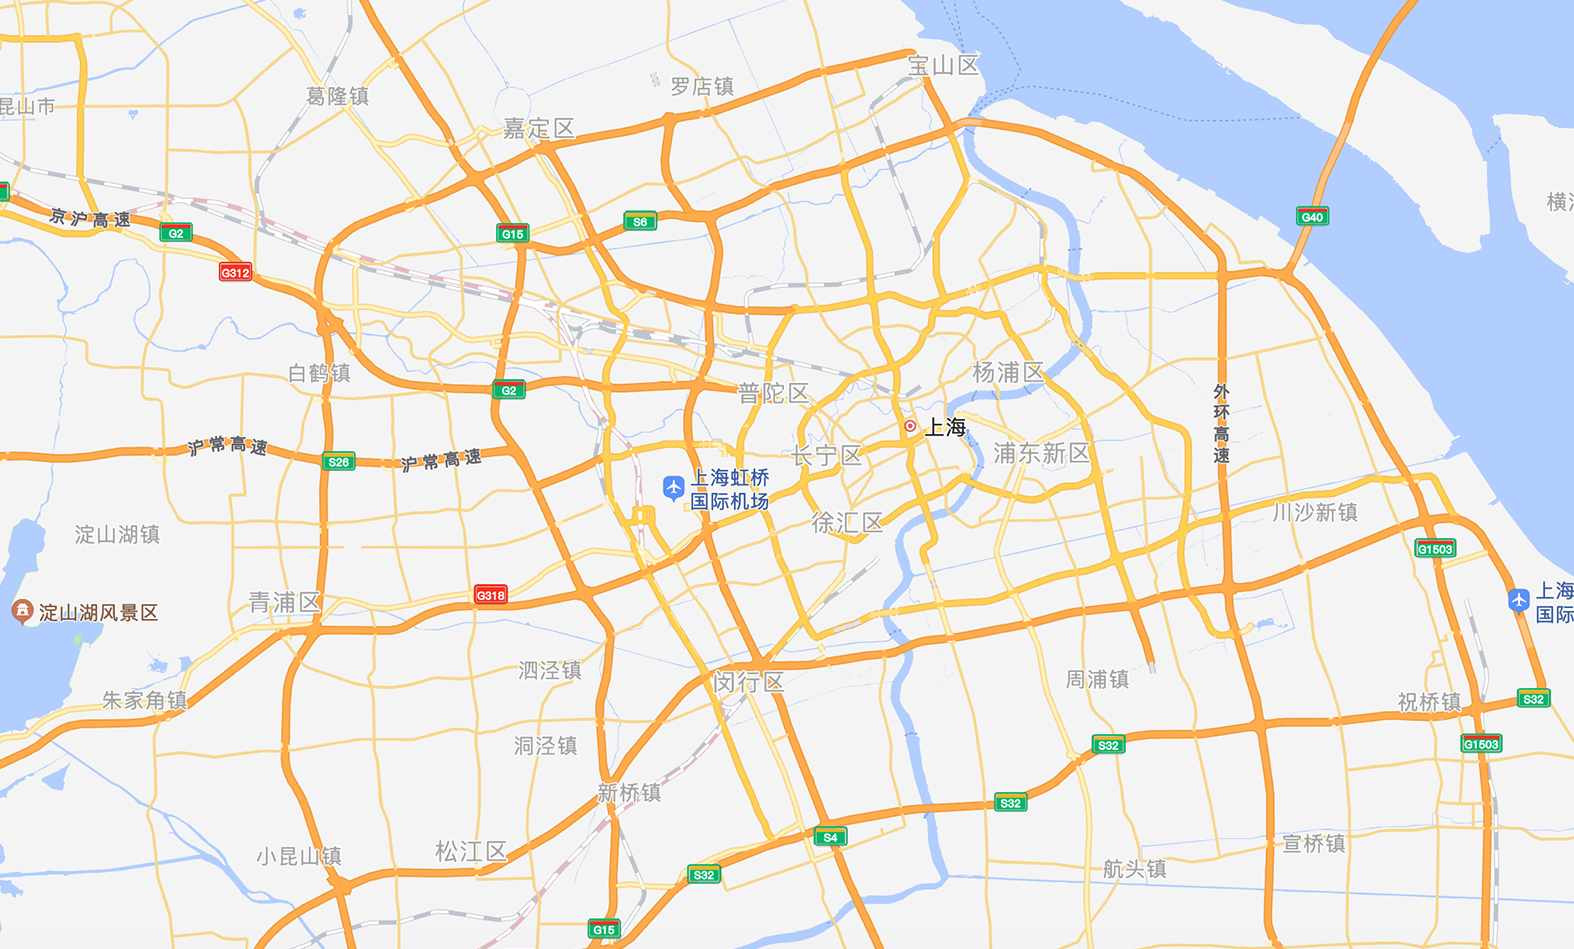 宝山区
罗店镇
葛隆镇
昆山市
嘉定区
G40
横
京沪高速
S6
G2
G15
G312
白鹤镇
杨浦区
G2
普陀区
外环高速
上海
沪常高速
长宁区
浦东新区
S26
沪常高速
上海虹桥
国际机场
徐汇区
川沙新镇
淀山湖镇
G1503
上海
国际
G318
青浦区
淀山湖风景区
泗泾镇
周浦镇
闵行区
朱家角镇
祝桥镇
S32
洞泾镇
S32
G1503
新桥镇
S32
S4
宣桥镇
小昆山镇
松江区
航头镇
S32
G15